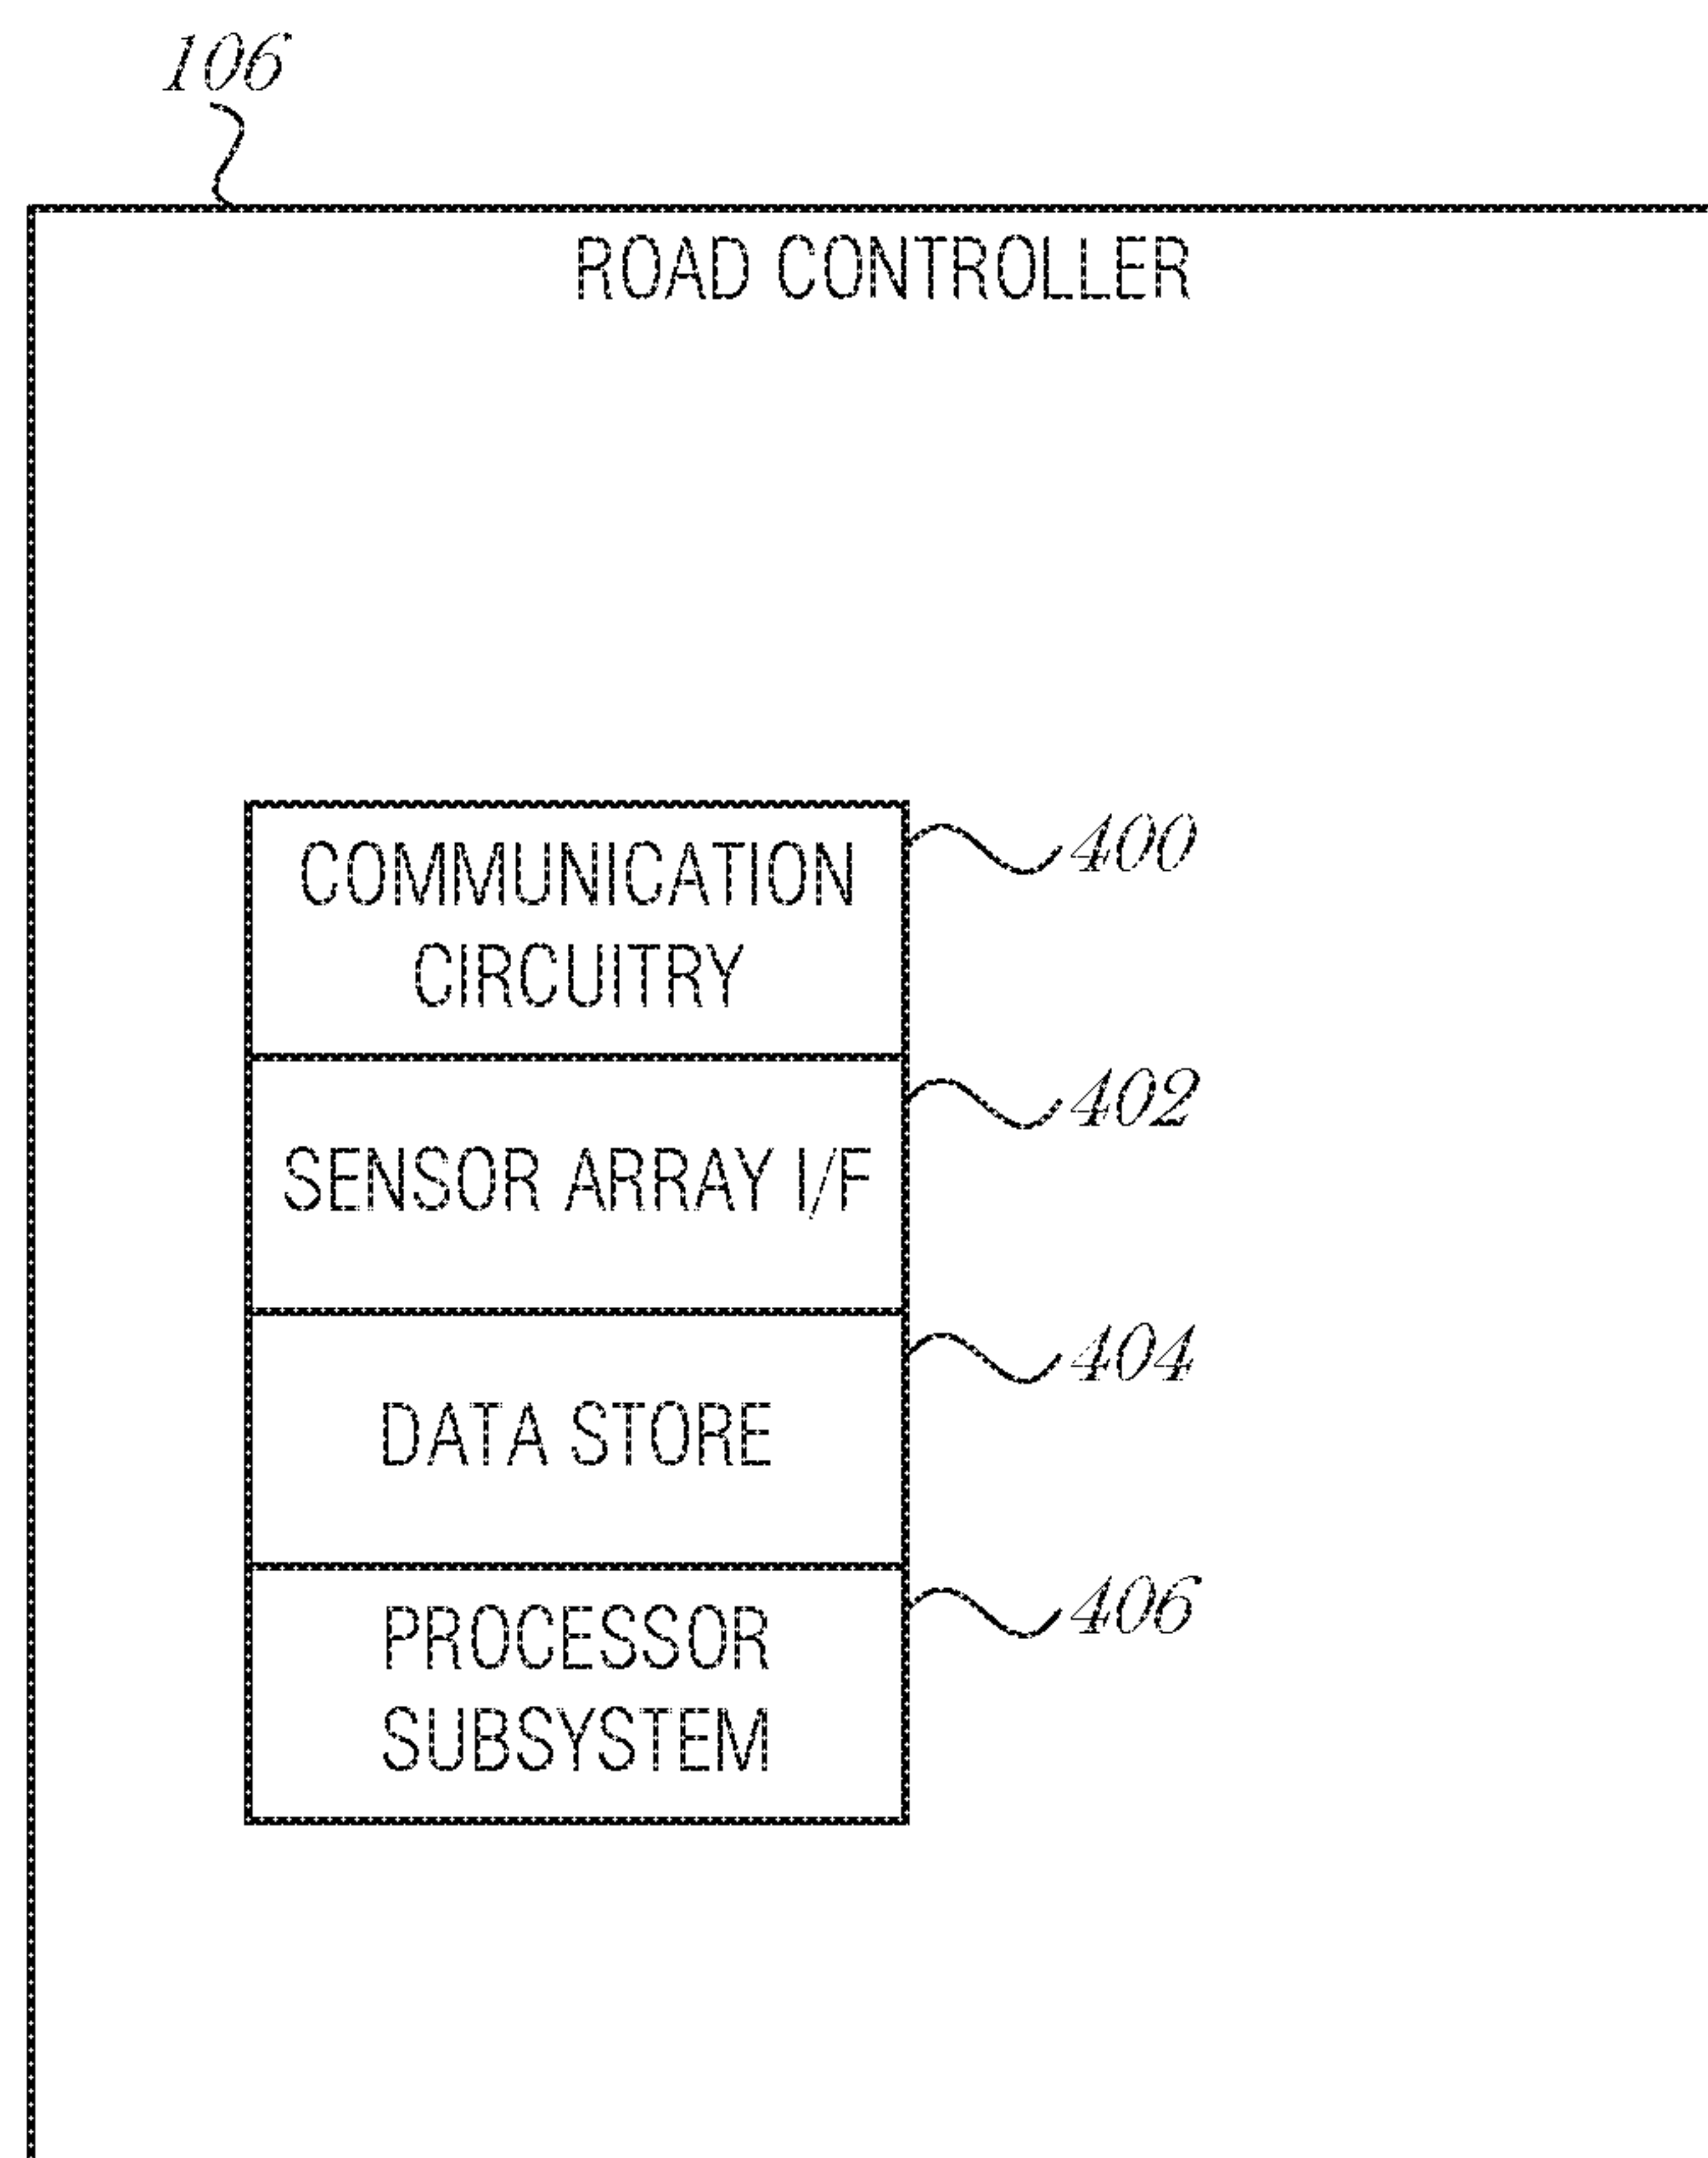 106
ROAD CONTROLLER
COMMUNICATION
CIRCUITRY
400
SENSOR ARRAY I/F
402
DATA STORE
404
PROCESSOR
SUBSYSTEM
406